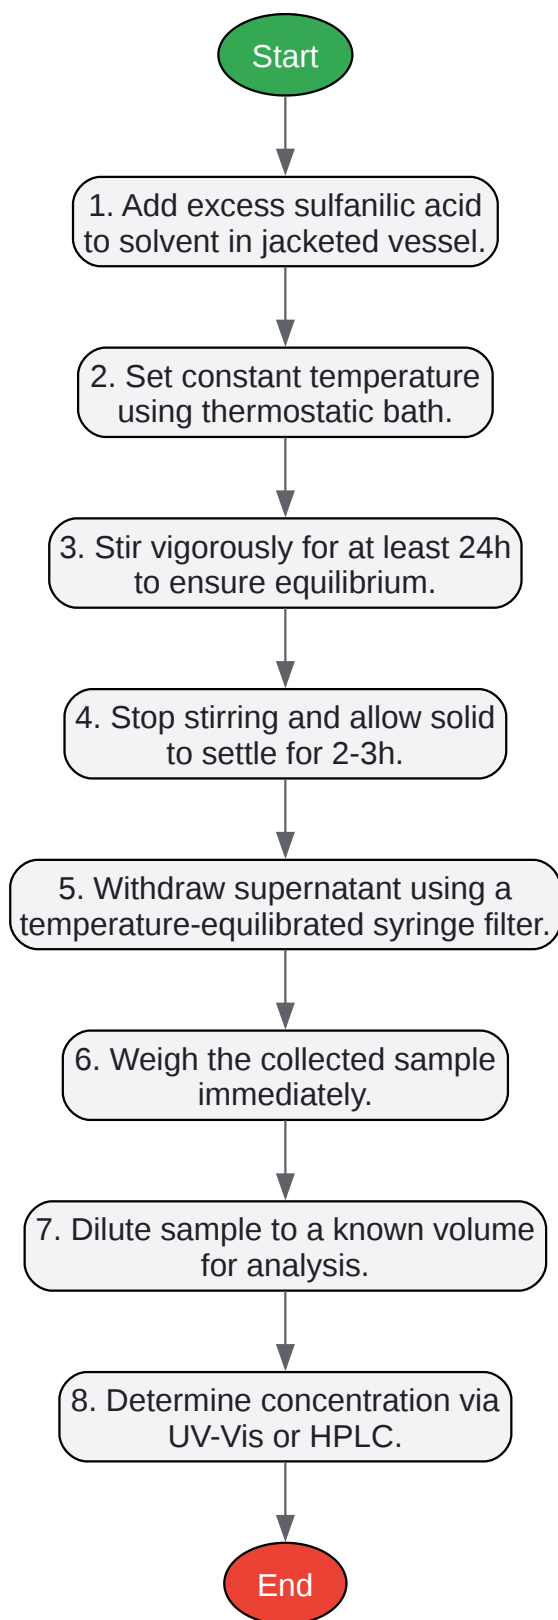 Start
1. Add excess sulfanilic acid
to solvent in jacketed vessel.
2. Set constant temperature
using thermostatic bath.
3. Stir vigorously for at least 24h
to ensure equilibrium.
4. Stop stirring and allow solid
to settle for 2-3h.
5. Withdraw supernatant using a
temperature-equilibrated syringe filter.
6. Weigh the collected sample
immediately.
7. Dilute sample to a known volume
for analysis.
8. Determine concentration via
UV-Vis or HPLC.
End